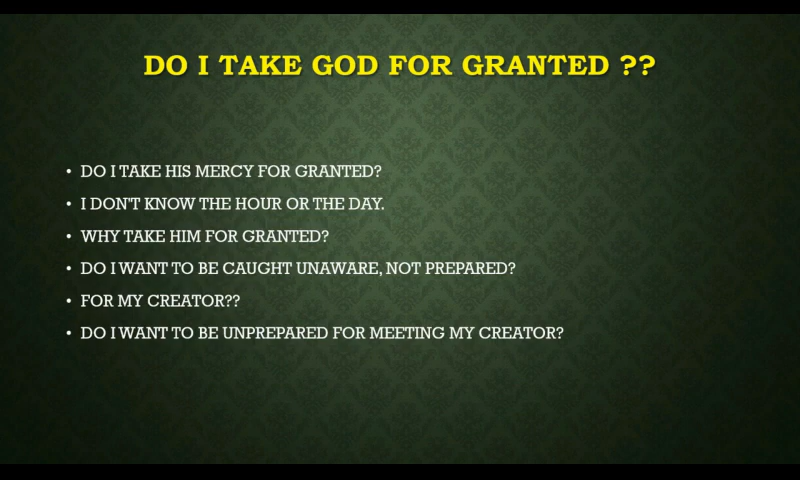 DO I TAKE GOD FOR GRANTED ??
• DO I TAKE HIS MERCY FOR GRANTED?
• I DON'T KNOW THE HOUR OR THE DAY.
• WHY TAKE HIM FOR GRANTED?
• DO I WANT TO BE CAUGHT UNAWARE, NOT PREPARED?
• FOR MY CREATOR??
• DO I WANT TO BE UNPREPARED FOR MEETING MY CREATOR?